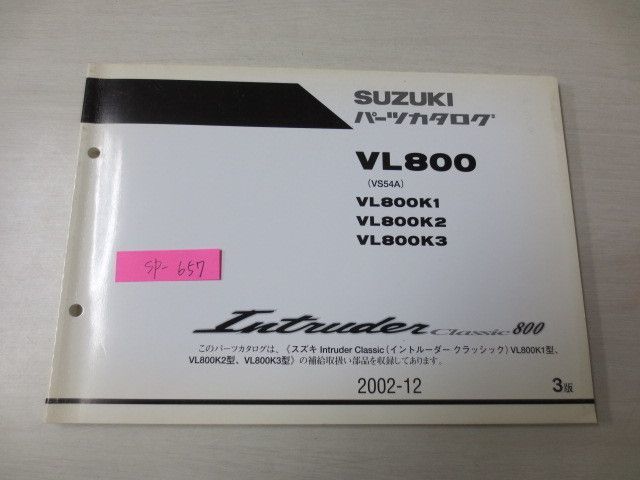 SUZUKI
パーツカタログ
VL800
(VS54A)
VL800K1
VL800K2
VL800K3
SP-657
Intruder Classic 800
このパーツカタログは、《スズキ Intruder Classic（イントルーダー クラッシック）VL800K1型、
VL800K2型、VL800K3型》の補給取扱い部品を収録してあります。
2002-12
3版